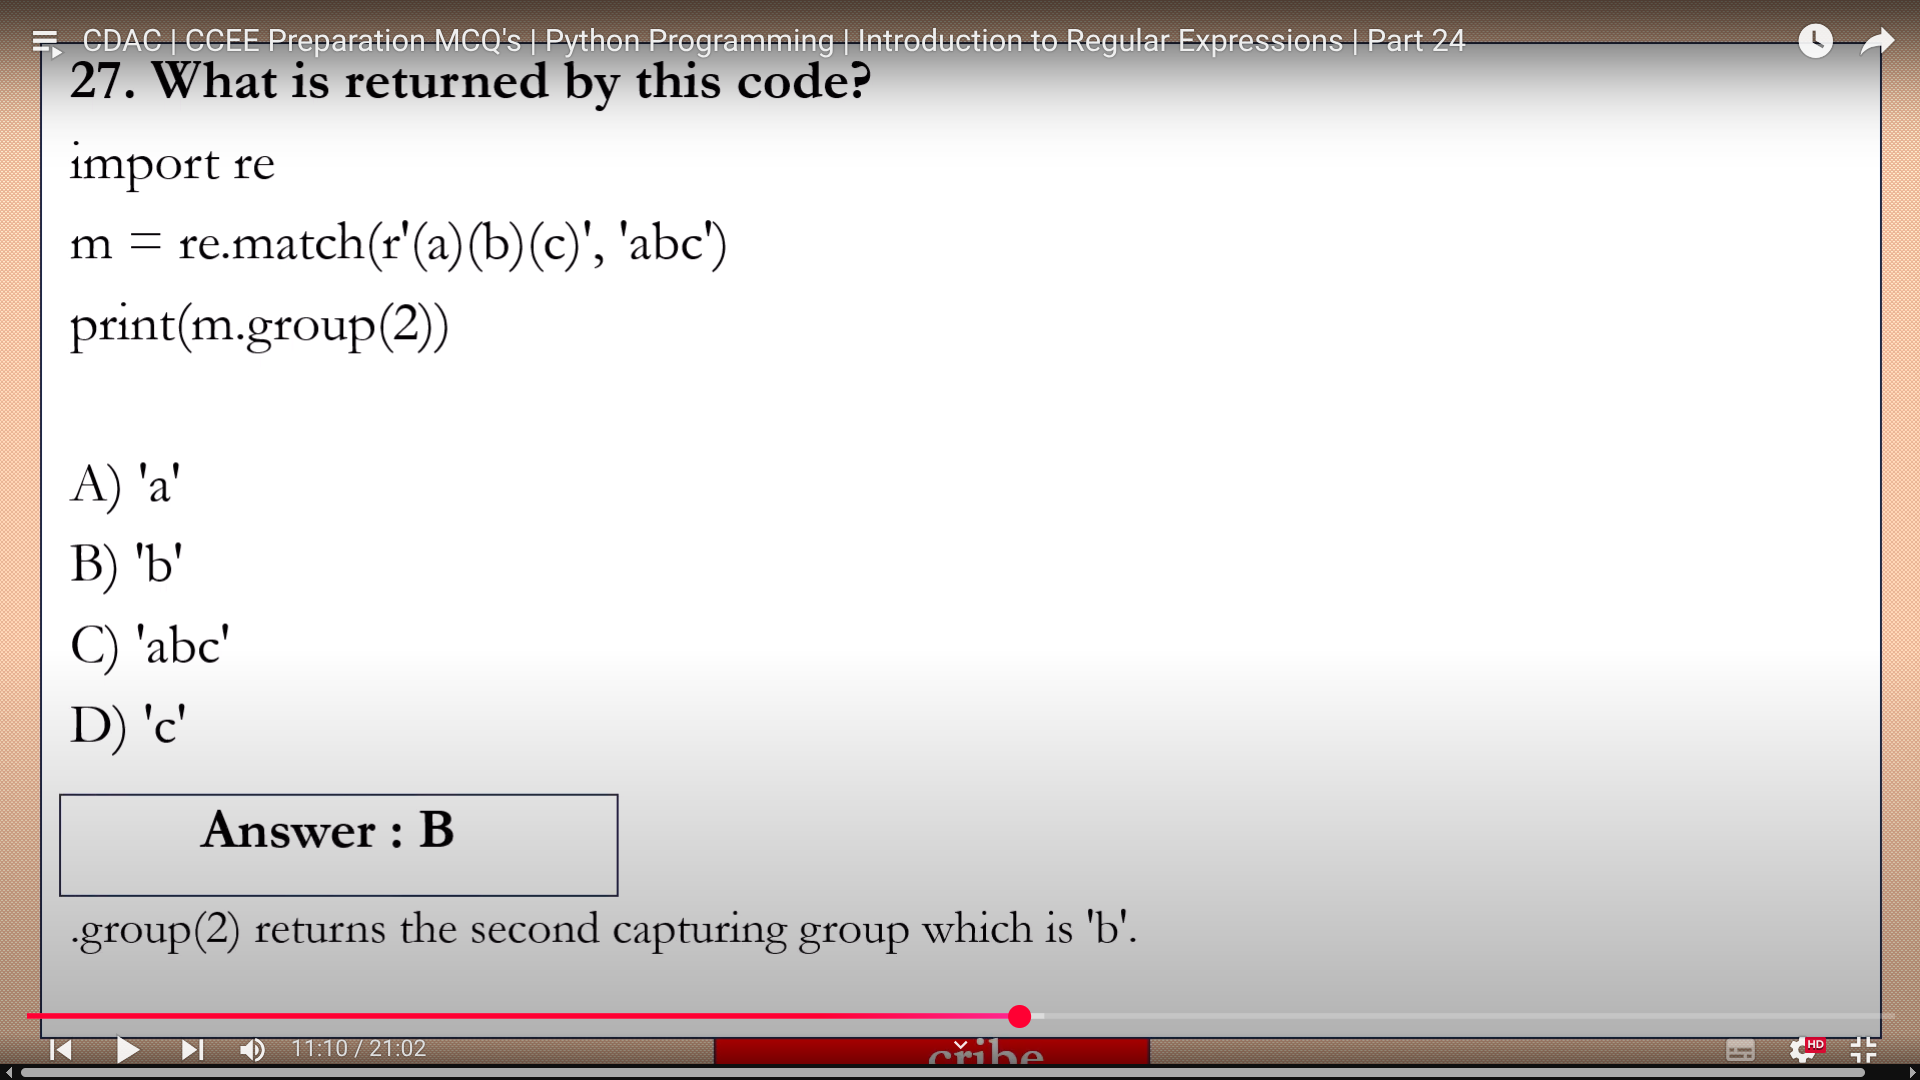 CDAC | CCEE Preparation MCQ's | Python Programming | Introduction to Regular Expressions | Part 24
27. What is returned by this code?
import re
m = re.match(r'(a)(b)(c)', 'abc')
print(m.group(2))
A) 'a'
B) 'b'
C) 'abc'
D) 'c'
Answer : B
.group(2) returns the second capturing group which is 'b'.
11:10 / 21:02
cribe
HD